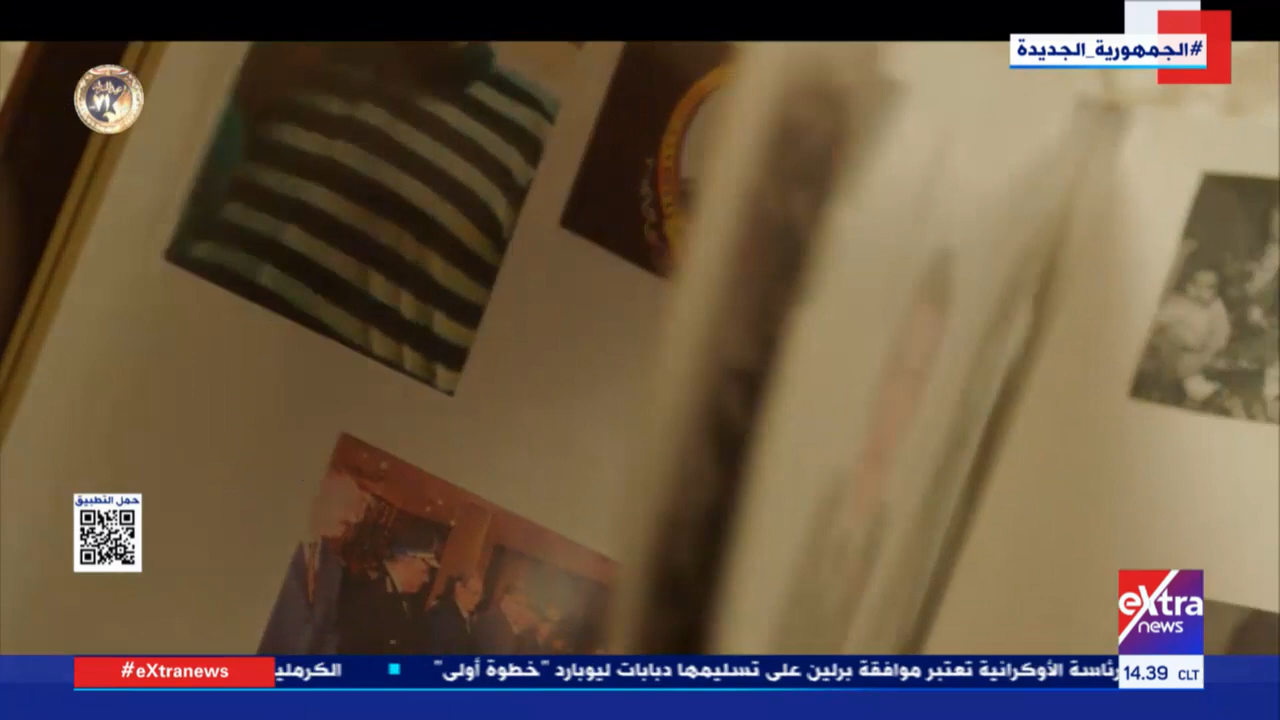 #الجمهورية_الجديدة
حمل التطبيق
eXtra
news
#eXtranews
رئاسة الأوكرانية تعتبر موافقة برلين على تسليمها دبابات ليوبارد "خطوة أولى"
14.39 CLT